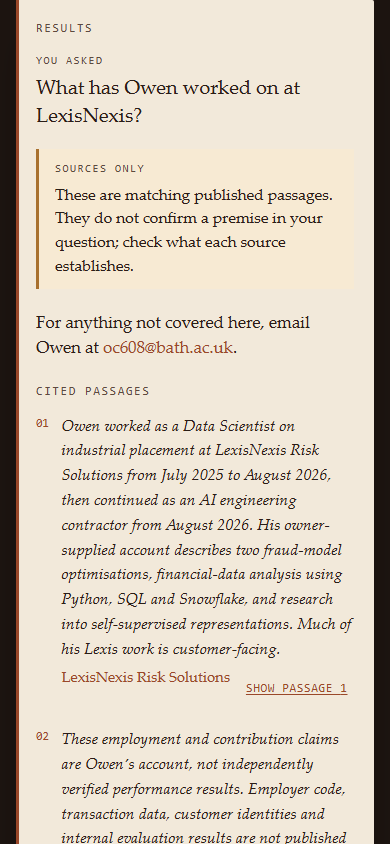 RESULTS
YOU ASKED
What has Owen worked on at
LexisNexis?
SOURCES ONLY
These are matching published passages.
They do not confirm a premise in your
question; check what each source
establishes.
For anything not covered here, email
Owen at oc608@bath.ac.uk.
CITED PASSAGES
01 Owen worked as a Data Scientist on
industrial placement at LexisNexis Risk
Solutions from July 2025 to August 2026,
then continued as an AI engineering
contractor from August 2026. His owner-
supplied account describes two fraud-model
optimisations, financial-data analysis using
Python, SQL and Snowflake, and research
into self-supervised representations. Much of
his Lexis work is customer-facing.
LexisNexis Risk Solutions
SHOW PASSAGE 1
02 These employment and contribution claims
are Owen's account, not independently
verified performance results. Employer code,
transaction data, customer identities and
internal evaluation results are not published